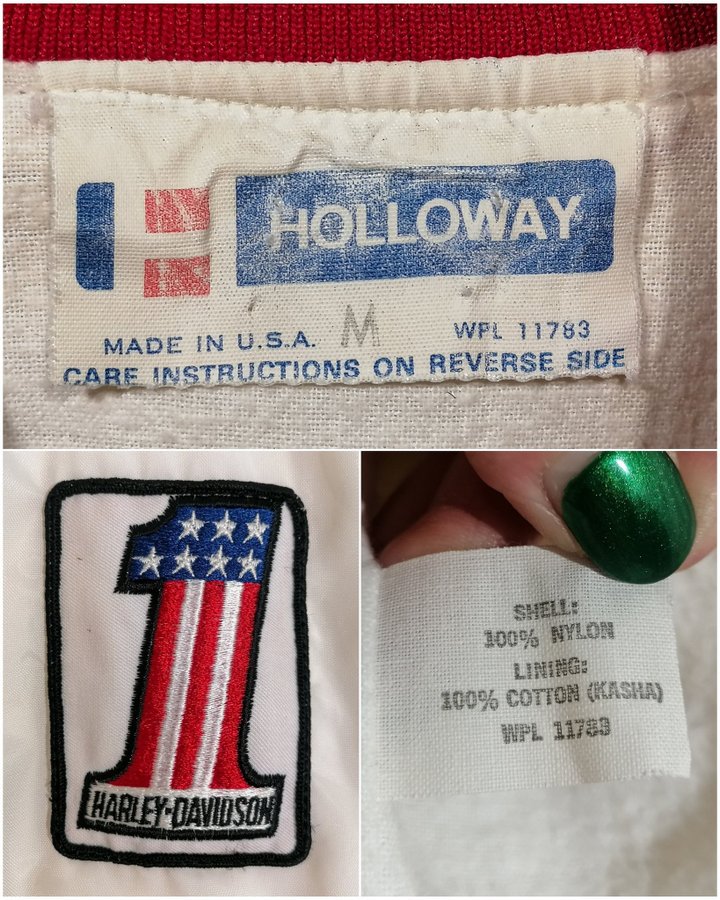 HOLLOWAY
MADE IN U.S.A. M WPL 11783
CARE INSTRUCTIONS ON REVERSE SIDE
1
HARLEY-DAVIDSON
SHELL:
100% NYLON
LINING:
100% COTTON (KASHA)
WPL 11783